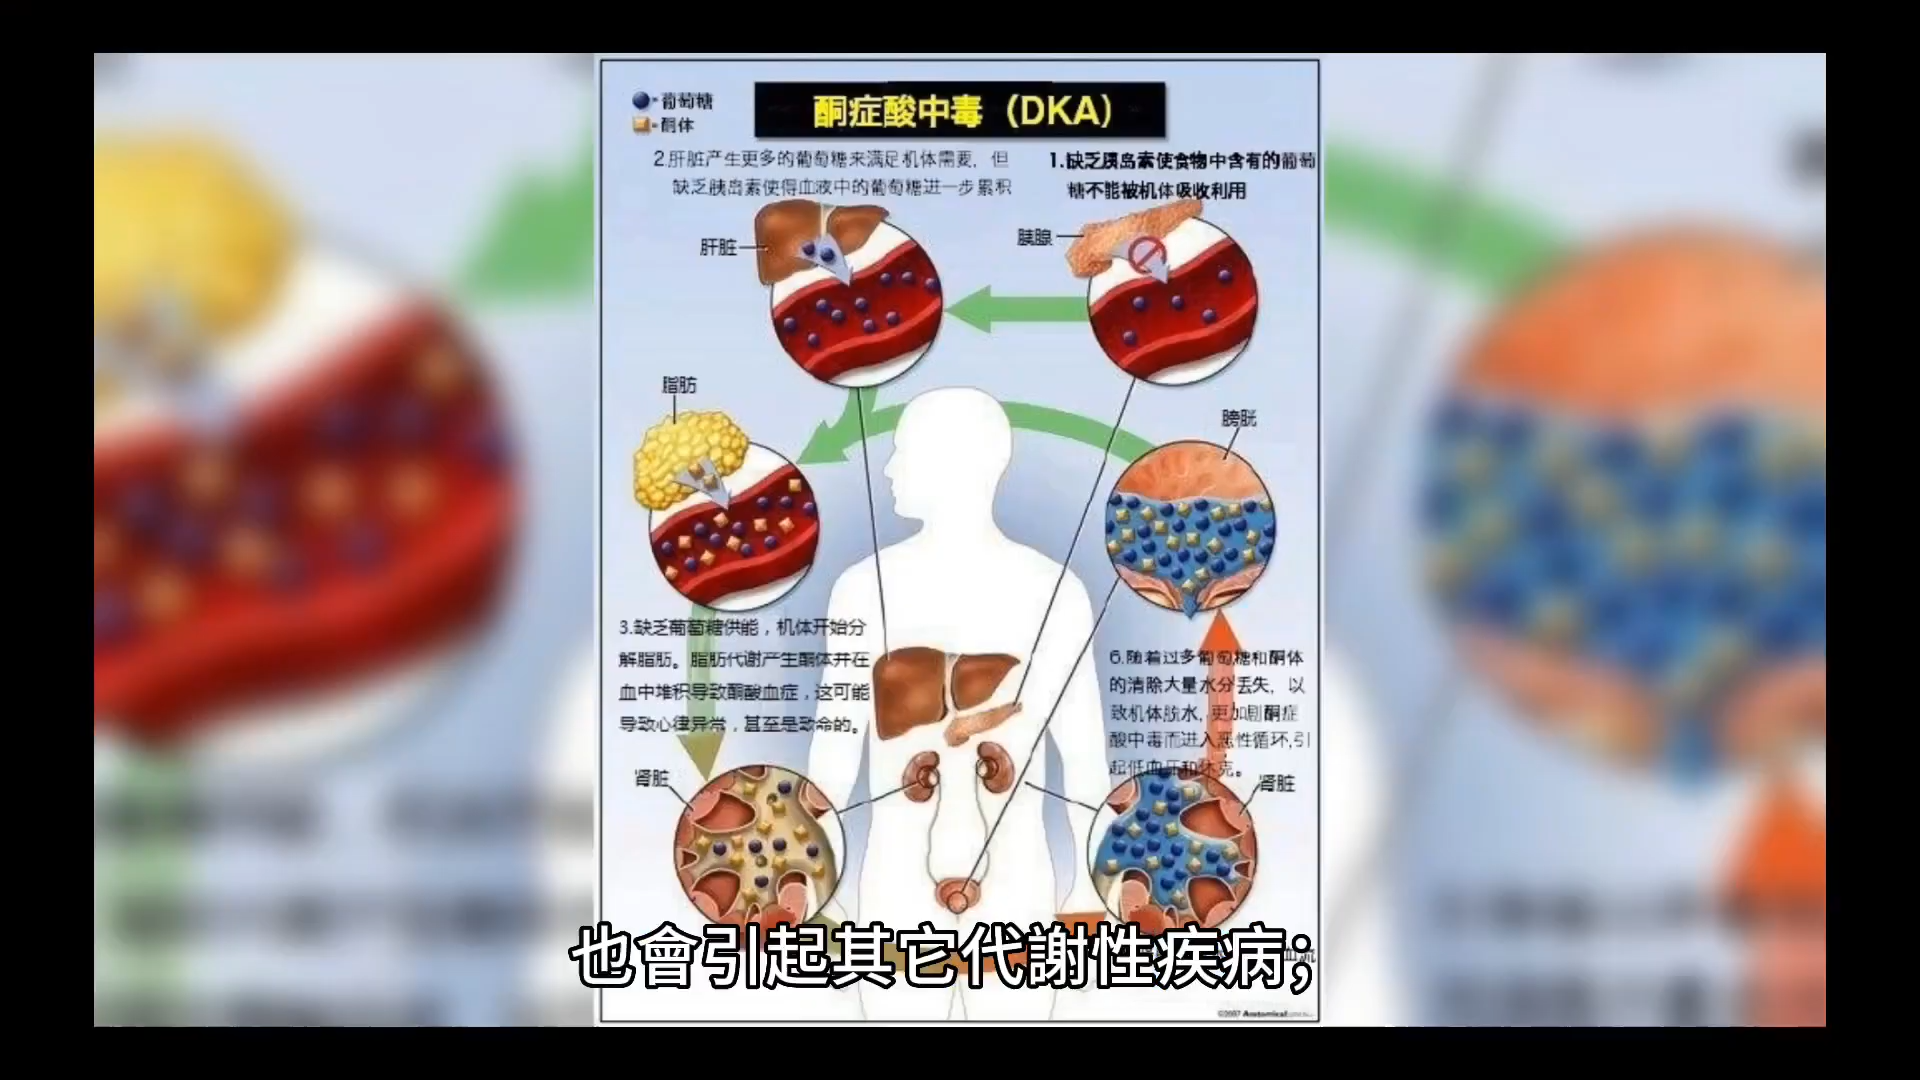 酮症酸中毒（DKA）
-葡萄糖
-酮体
2.肝脏产生更多的葡萄糖来满足机体需要，但
缺乏胰岛素使得血液中的葡萄糖进一步累积
1.缺乏胰岛素使食物中含有的葡萄
糖不能被机体吸收利用
肝脏
胰腺
脂肪
膀胱
3.缺乏葡萄糖供能，机体开始分
解脂肪。脂肪代谢产生酮体并在
血中堆积导致酮酸血症，这可能
导致心律异常，甚至是致命的。
6.随着过多葡萄糖和酮体
的清除大量水分丢失，以
致机体脱水，更加剧酮症
酸中毒而进入恶性循环,引
起低血压和休克。
肾脏
肾脏
也會引起其它代謝性疾病;
©2007 Anatomical